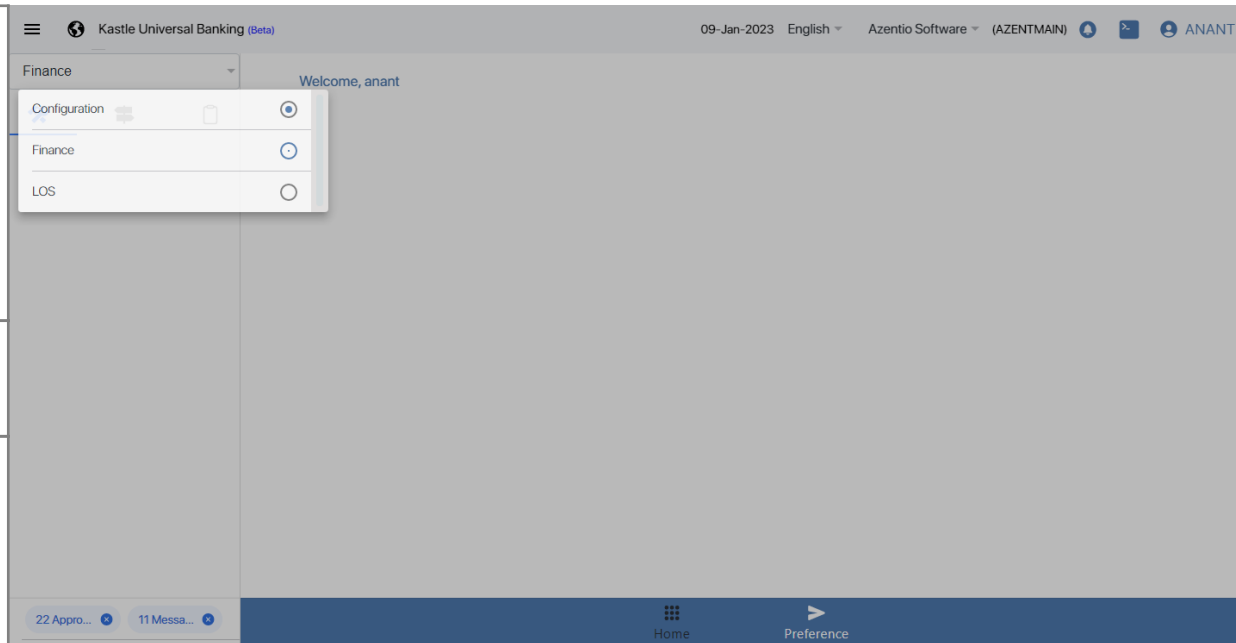 Kastle Universal Banking (Beta)
09-Jan-2023 English Azentio Software (AZENTMAIN) ANANT
Finance
Welcome, anant
Configuration
Finance
LOS
22 Appro... 11 Messa...
Home Preference